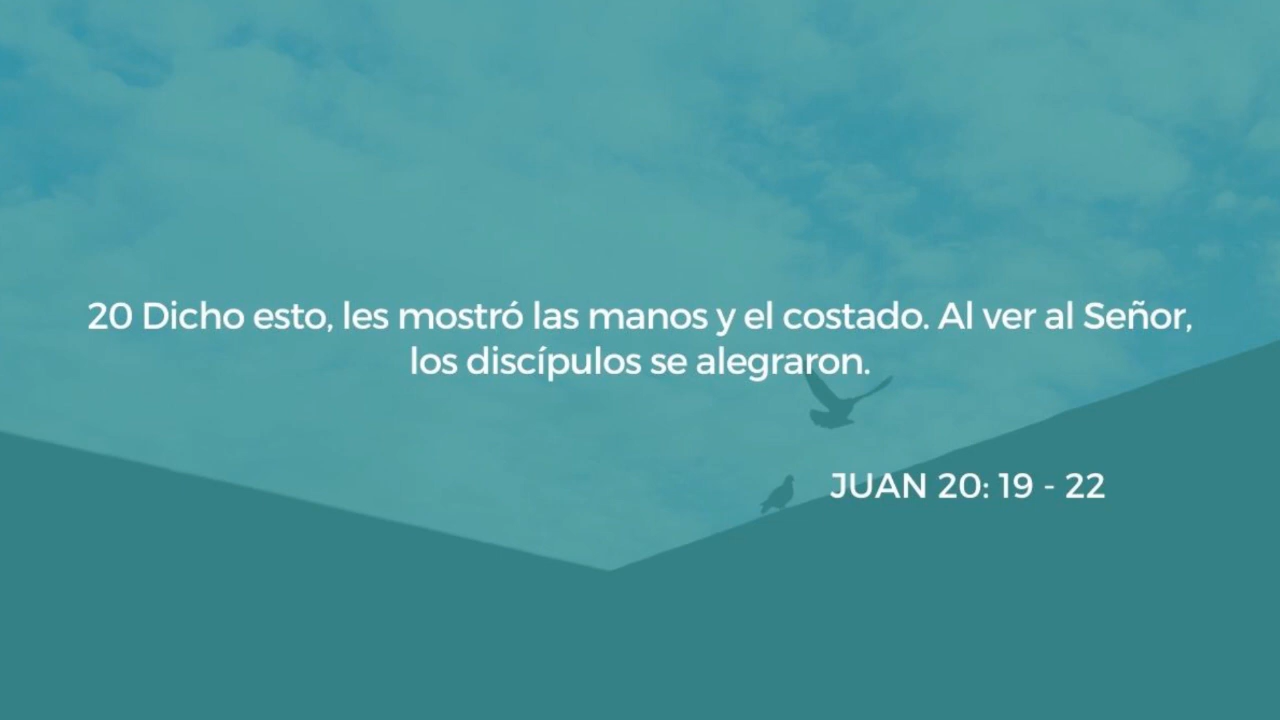 20 Dicho esto, les mostró las manos y el costado. Al ver al Señor,
los discípulos se alegraron.
JUAN 20: 19 - 22